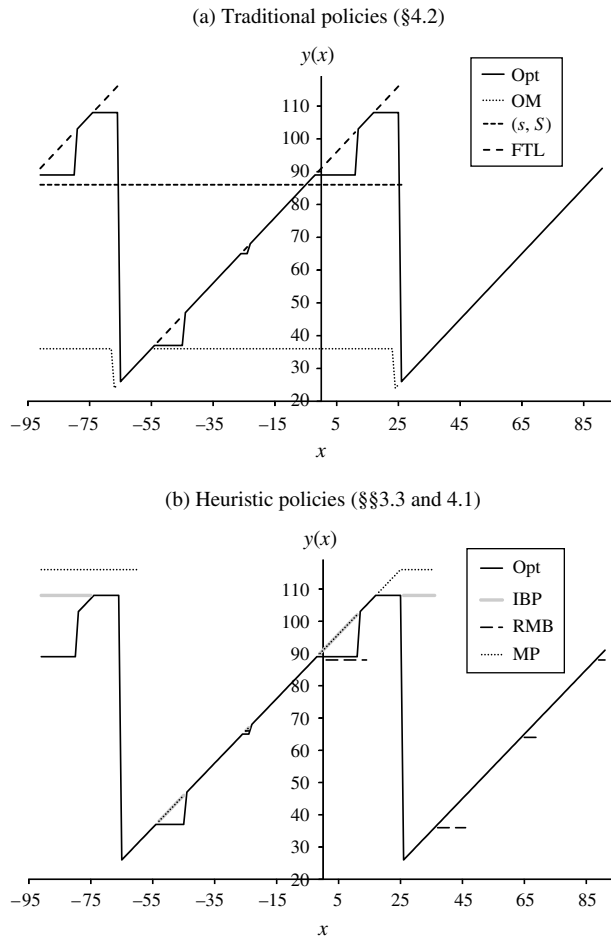 (a) Traditional policies (§4.2)
y(x)
Opt
OM
(s, S)
FTL
110
100
90
80
70
60
50
40
30
20
–95 –75 –55 –35 –15 5 25 45 65 85
x
(b) Heuristic policies (§§3.3 and 4.1)
y(x)
Opt
IBP
RMB
MP
110
100
90
80
70
60
50
40
30
20
–95 –75 –55 –35 –15 5 25 45 65 85
x